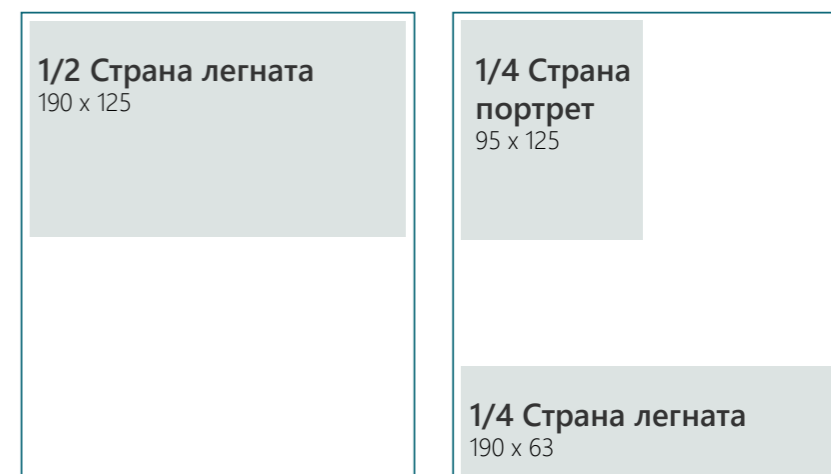 1/2 Страна легната
190 x 125
1/4 Страна
портрет
95 x 125
1/4 Страна легната
190 x 63